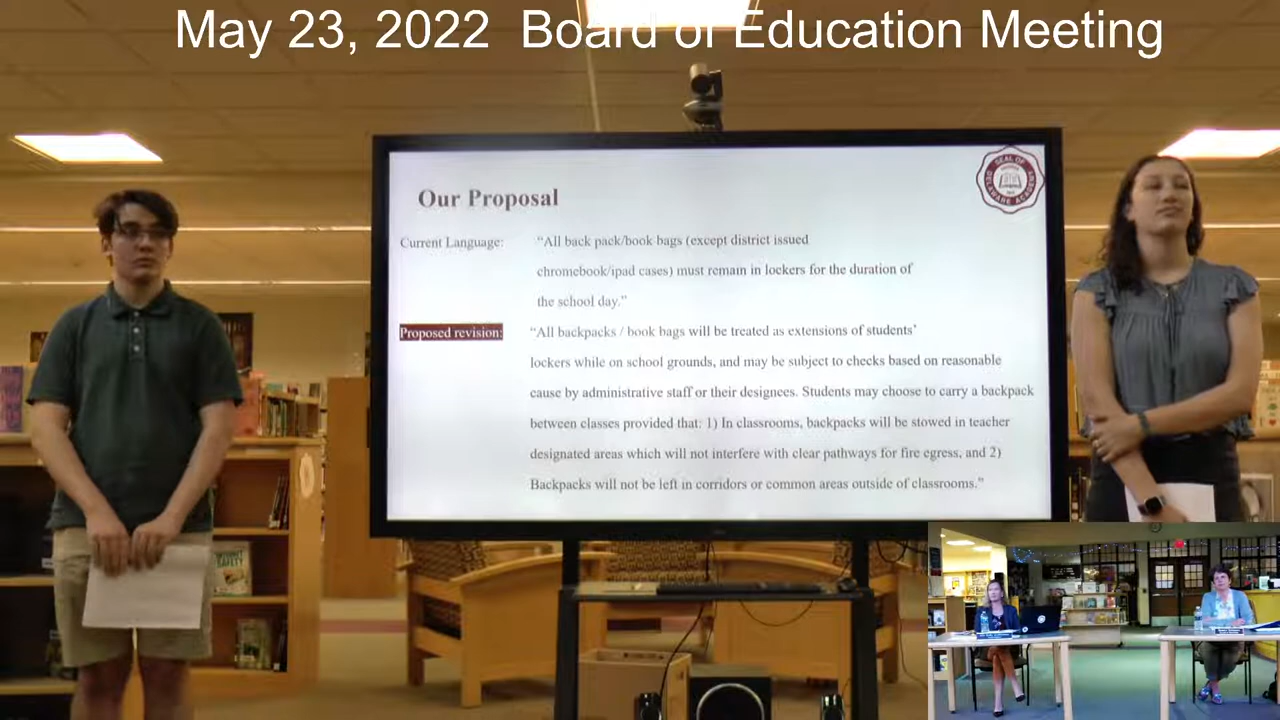 May 23, 2022  Board of Education Meeting
SEAL OF
DELAWARE ACADEMY
Our Proposal
Current Language:
“All back pack/book bags (except district issued
chromebook/ipad cases) must remain in lockers for the duration of
the school day.”
Proposed revision:
“All backpacks / book bags will be treated as extensions of students’
lockers while on school grounds, and may be subject to checks based on reasonable
cause by administrative staff or their designees. Students may choose to carry a backpack
between classes provided that: 1) In classrooms, backpacks will be stowed in teacher
designated areas which will not interfere with clear pathways for fire egress, and 2)
Backpacks will not be left in corridors or common areas outside of classrooms.”
SAFETY